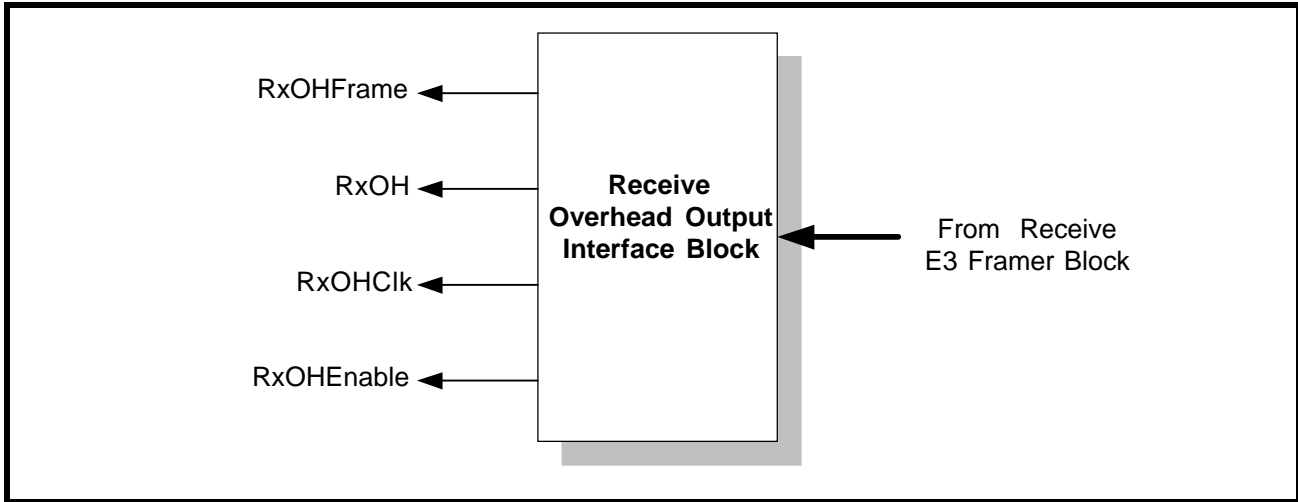 RxOHFrame
RxOH
RxOHClk
RxOHEnable
Receive
Overhead Output
Interface Block
From Receive
E3 Framer Block